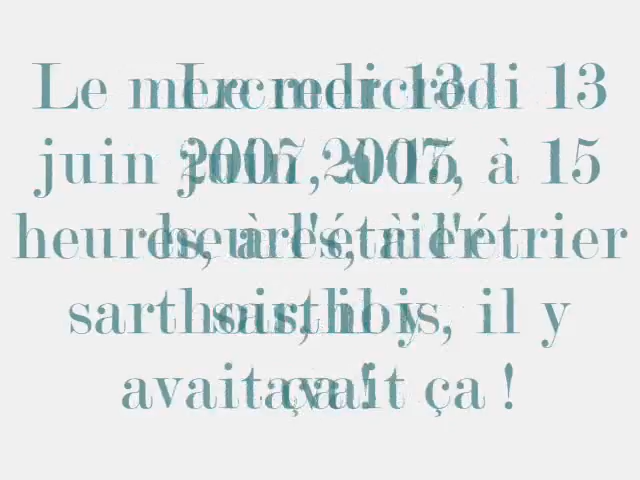 Le mercredi 13
juin 2007, à 15
heures, à l'étrier
sarthois, il y
avait ça !